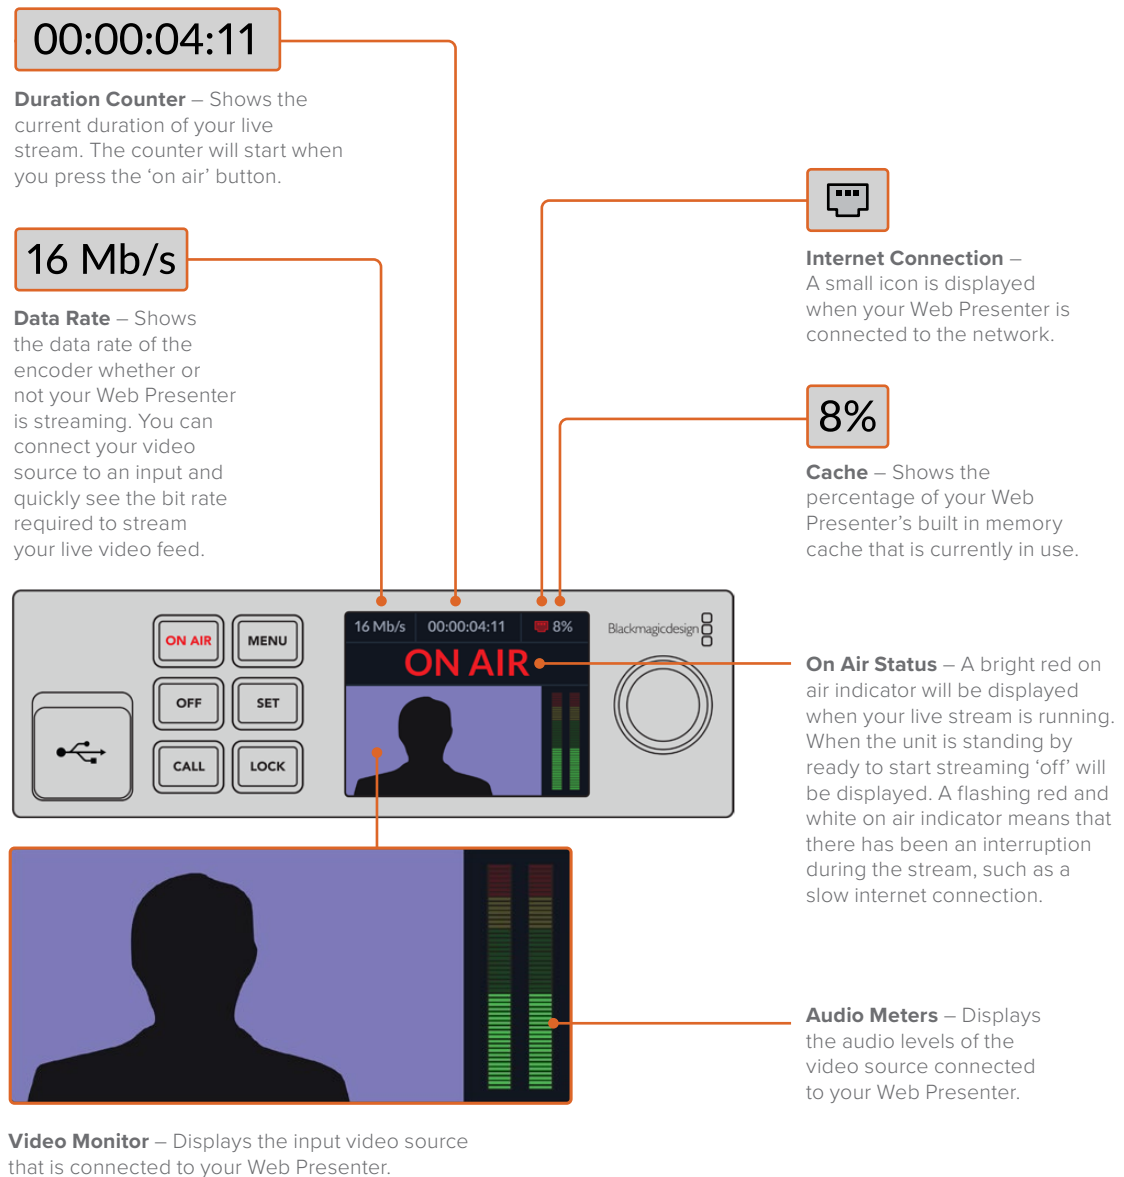 00:00:04:11
Duration Counter – Shows the
current duration of your live
stream. The counter will start when
you press the ‘on air’ button.
16 Mb/s
Data Rate – Shows
the data rate of the
encoder whether or
not your Web Presenter
is streaming. You can
connect your video
source to an input and
quickly see the bit rate
required to stream
your live video feed.
Internet Connection –
A small icon is displayed
when your Web Presenter is
connected to the network.
8%
Cache – Shows the
percentage of your Web
Presenter’s built in memory
cache that is currently in use.
ON AIR
MENU
OFF
SET
CALL
LOCK
16 Mb/s 00:00:04:11 8%
ON AIR
Blackmagicdesign
On Air Status – A bright red on
air indicator will be displayed
when your live stream is running.
When the unit is standing by
ready to start streaming ‘off’ will
be displayed. A flashing red and
white on air indicator means that
there has been an interruption
during the stream, such as a
slow internet connection.
Audio Meters – Displays
the audio levels of the
video source connected
to your Web Presenter.
Video Monitor – Displays the input video source
that is connected to your Web Presenter.